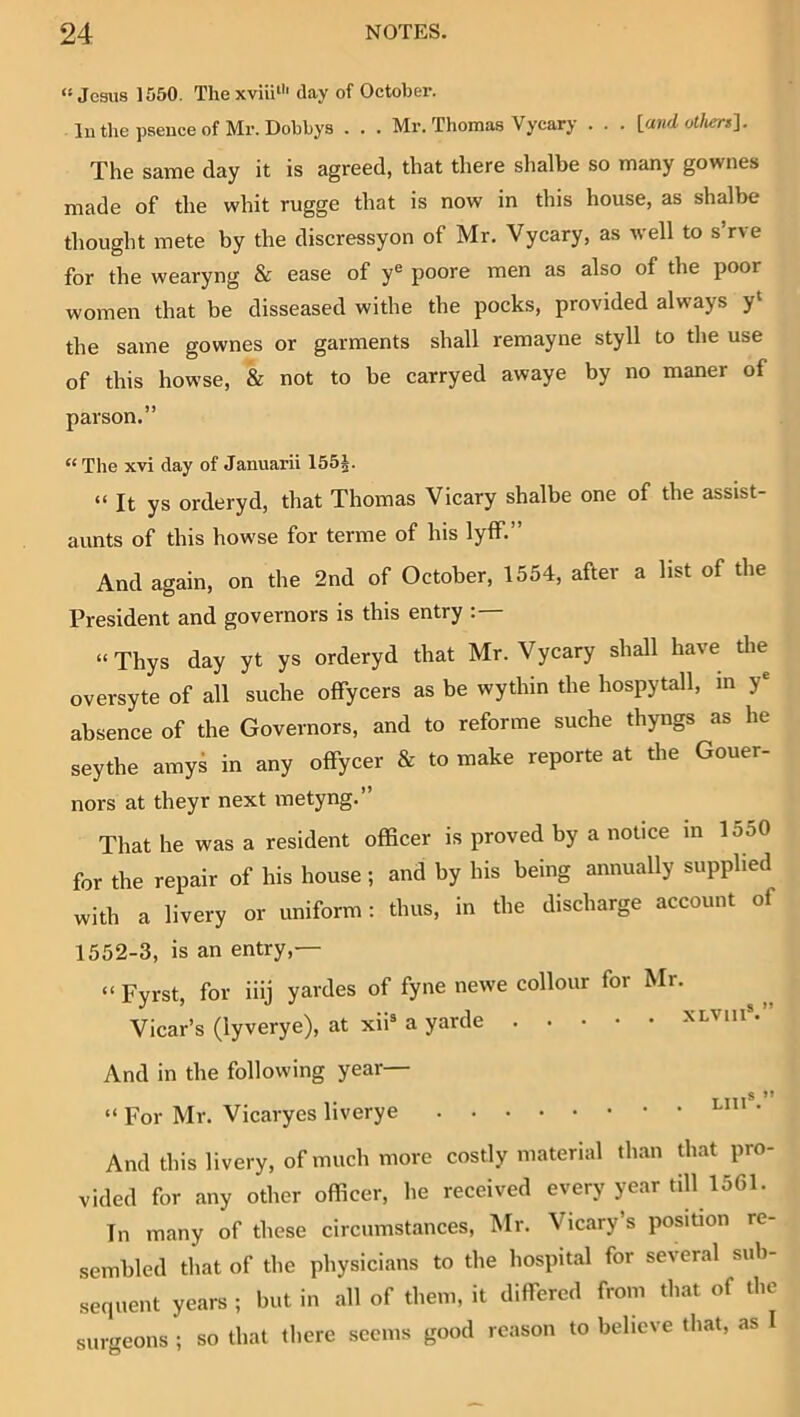 24 NOTES.
“Jesus 1550. The xviiith day of October.
In the psence of Mr. Dobbys . . . Mr. Thomas Vycary . . . [and others].
The same day it is agreed, that there shalbe so many gownes
made of the whit rugge that is now in this house, as shalbe
thought mete by the discressyon of Mr. Vycary, as well to s’rve
for the wearyng & ease of ye poore men as also of the poor
women that be disseased withe the pocks, provided always yt
the same gownes or garments shall remayne styll to the use
of this howse, & not to be carryed awaye by no maner of
parson.”
“The xvi day of Januarii 155¾.
“It ys orderyd, that Thomas Vicary shalbe one of the assist-
aunts of this howse for terme of his lyff.”
And again, on the 2nd of October, 1554, after a list of the
President and governors is this entry :—
“Thys day yt ys orderyd that Mr. Vycary shall have the
oversyte of all suche offycers as be wythin the hospytall, in ye
absence of the Governors, and to reforme suche thyngs as he
seythe amys in any offycer & to make reporte at the Gouer-
nors at theyr next metyng.”
That he was a resident officer is proved by a notice in 1550
for the repair of his house; and by his being annually supplied
with a livery or uniform: thus, in the discharge account of
1552-3, is an entry,—
“Fyrst, for iiij yardes of fyne newe collour for Mr.
Vicar’s (lyverye), at xiis a yarde . . . . . xlviiis.”
And in the following year—
“For Mr. Vicaryes liverye . . . . . . . . . liiis.”
And this livery, of much more costly material than that pro-
vided for any other officer, he received every year till 1561.
In many of these circumstances, Mr. Vicary’s position re-
sembled that of the physicians to the hospital for several sub-
sequent years; but in all of them, it differed from that of the
surgeons; so that there seems good reason to believe that, as I